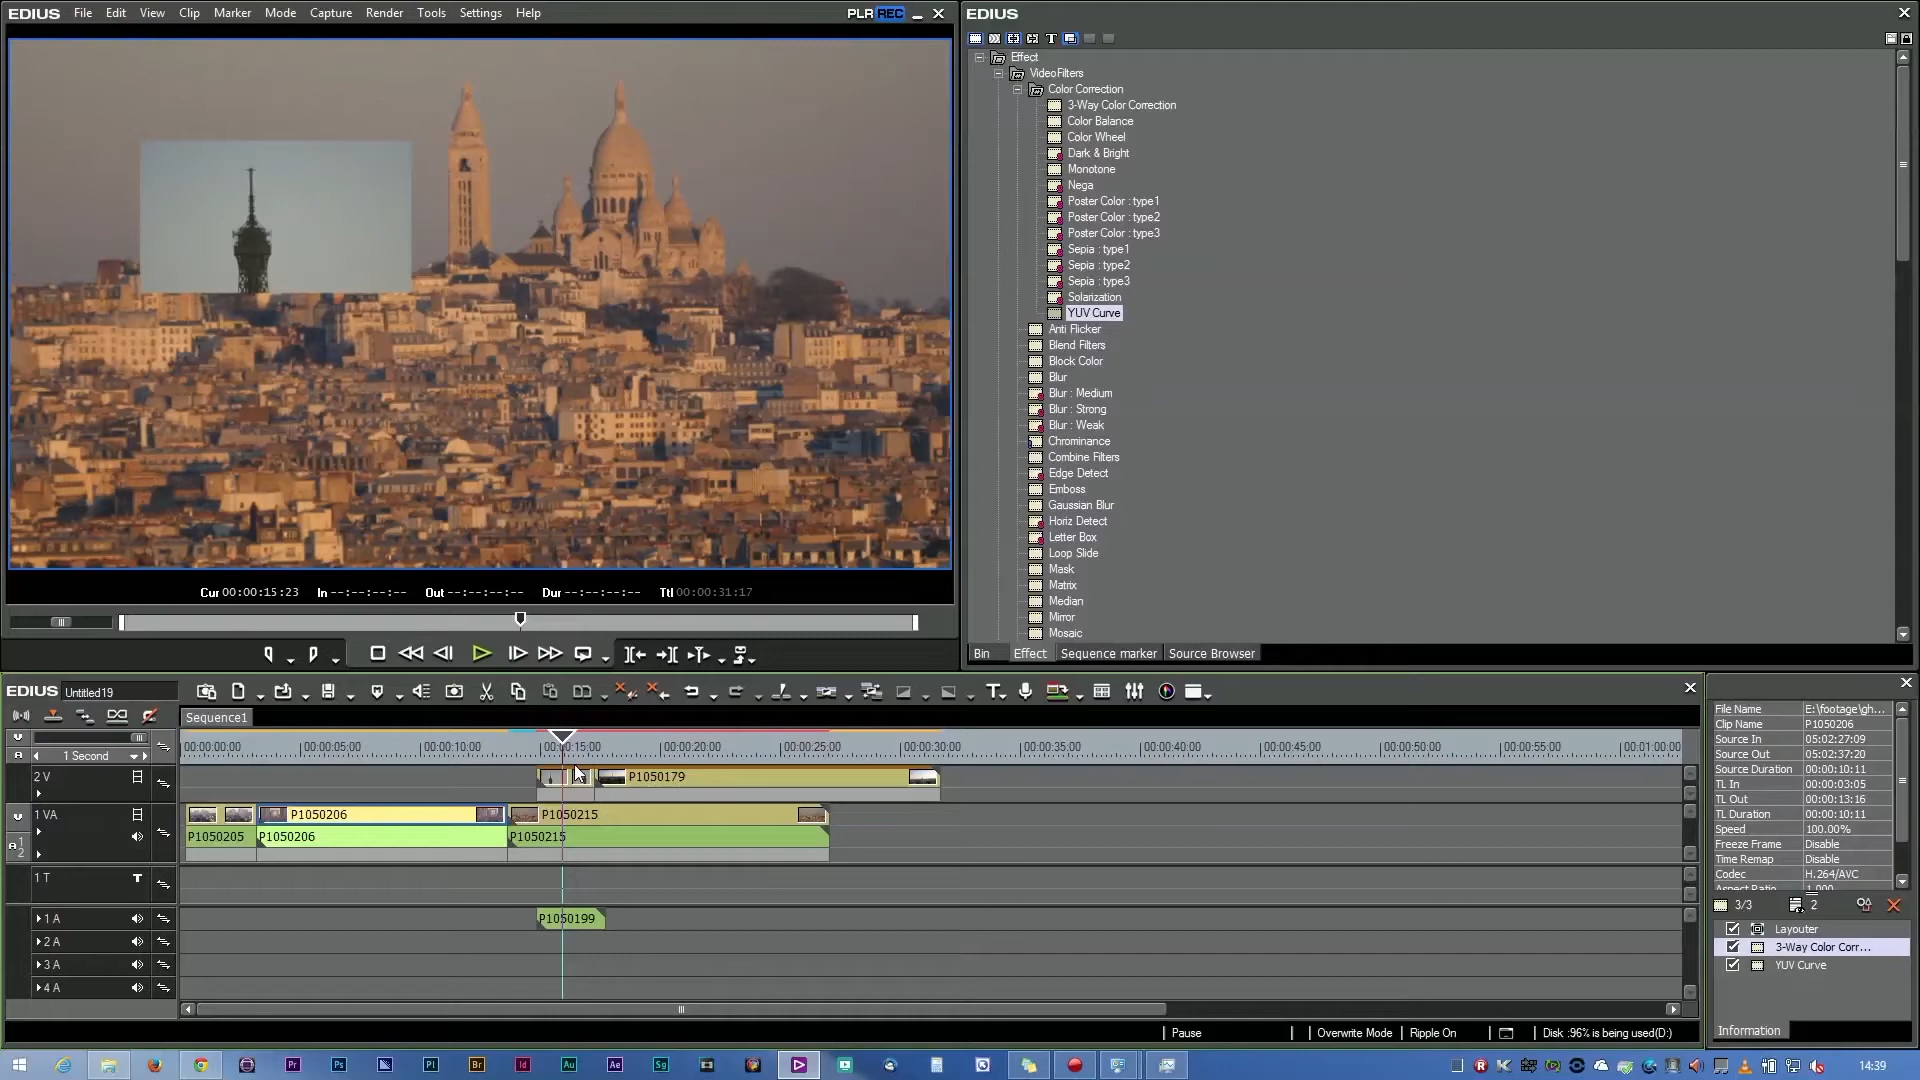 EDIUS File Edit View Clip Marker Mode Capture Render Tools Settings Help PLR REC
Cur 00:00:15:23 In --:--:--:-- Out --:--:--:-- Dur --:--:--:-- Ttl 00:00:31:17
EDIUS
Effect
VideoFilters
Color Correction
3-Way Color Correction
Color Balance
Color Wheel
Dark & Bright
Monotone
Nega
Poster Color : type1
Poster Color : type2
Poster Color : type3
Sepia : type1
Sepia : type2
Sepia : type3
Solarization
YUV Curve
Anti Flicker
Blend Filters
Block Color
Blur
Blur : Medium
Blur : Strong
Blur : Weak
Chrominance
Combine Filters
Edge Detect
Emboss
Gaussian Blur
Horiz Detect
Letter Box
Loop Slide
Mask
Matrix
Median
Mirror
Mosaic
Bin Effect Sequence marker Source Browser
EDIUS Untitled19
Sequence1
1 Second
00:00:00:00 00:00:05:00 00:00:10:00 00:00:15:00 00:00:20:00 00:00:25:00 00:00:30:00 00:00:35:00 00:00:40:00 00:00:45:00 00:00:50:00 00:00:55:00 00:01:00:00
2 V P1050179
1 VA P1050206 P1050215
P1050205 P1050206 P1050215
1 T T
1 A P1050199
2 A
3 A
4 A
Pause Overwrite Mode Ripple On Disk :96% is being used(D:)
File Name E:\footage\gh...
Clip Name P1050206
Source In 05:02:27:09
Source Out 05:02:37:20
Source Duration 00:00:10:11
TL In 00:00:03:05
TL Out 00:00:13:16
TL Duration 00:00:10:11
Speed 100.00%
Freeze Frame Disable
Time Remap Disable
Codec H.264/AVC
Aspect Ratio 1.000
3/3 2
Layouter
3-Way Color Corr...
YUV Curve
Information
Pr Ps Pl Br Id Au Ae Sg
14:39